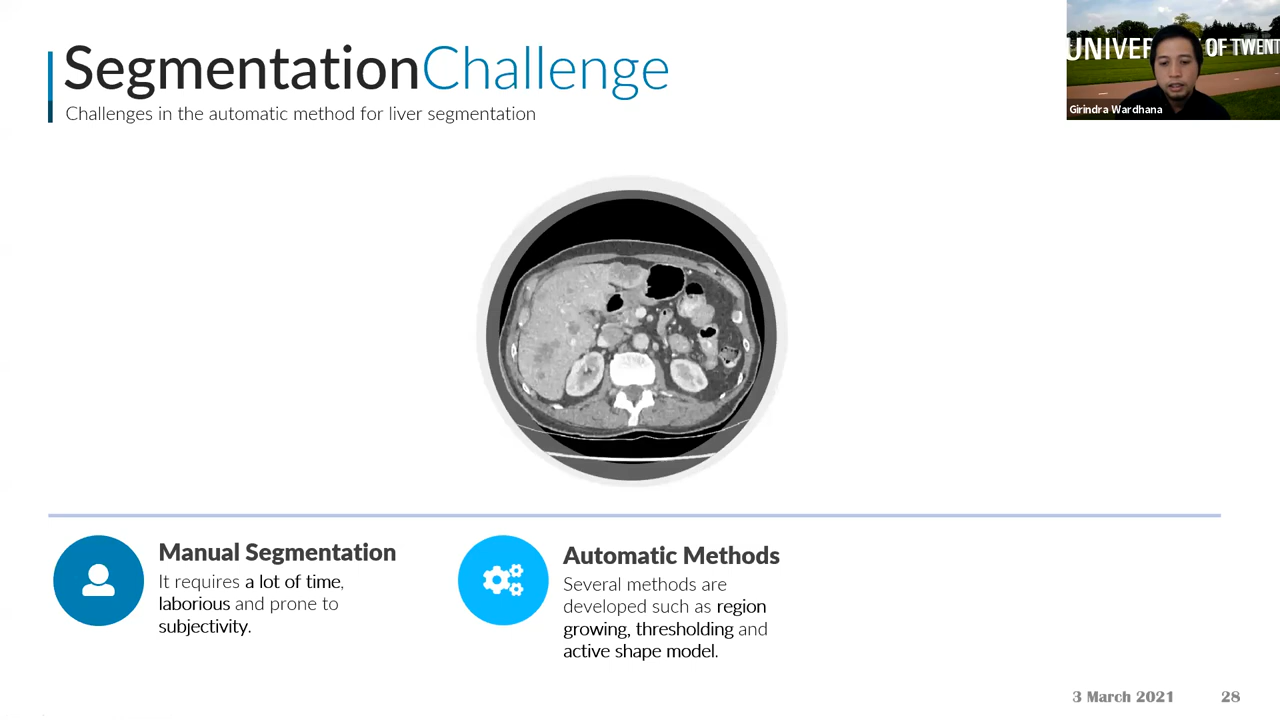 SegmentationChallenge
Challenges in the automatic method for liver segmentation
UNIVER OF TWENT
Girindra Wardhana
Manual Segmentation
It requires a lot of time,
laborious and prone to
subjectivity.
Automatic Methods
Several methods are
developed such as region
growing, thresholding and
active shape model.
3 March 2021
28